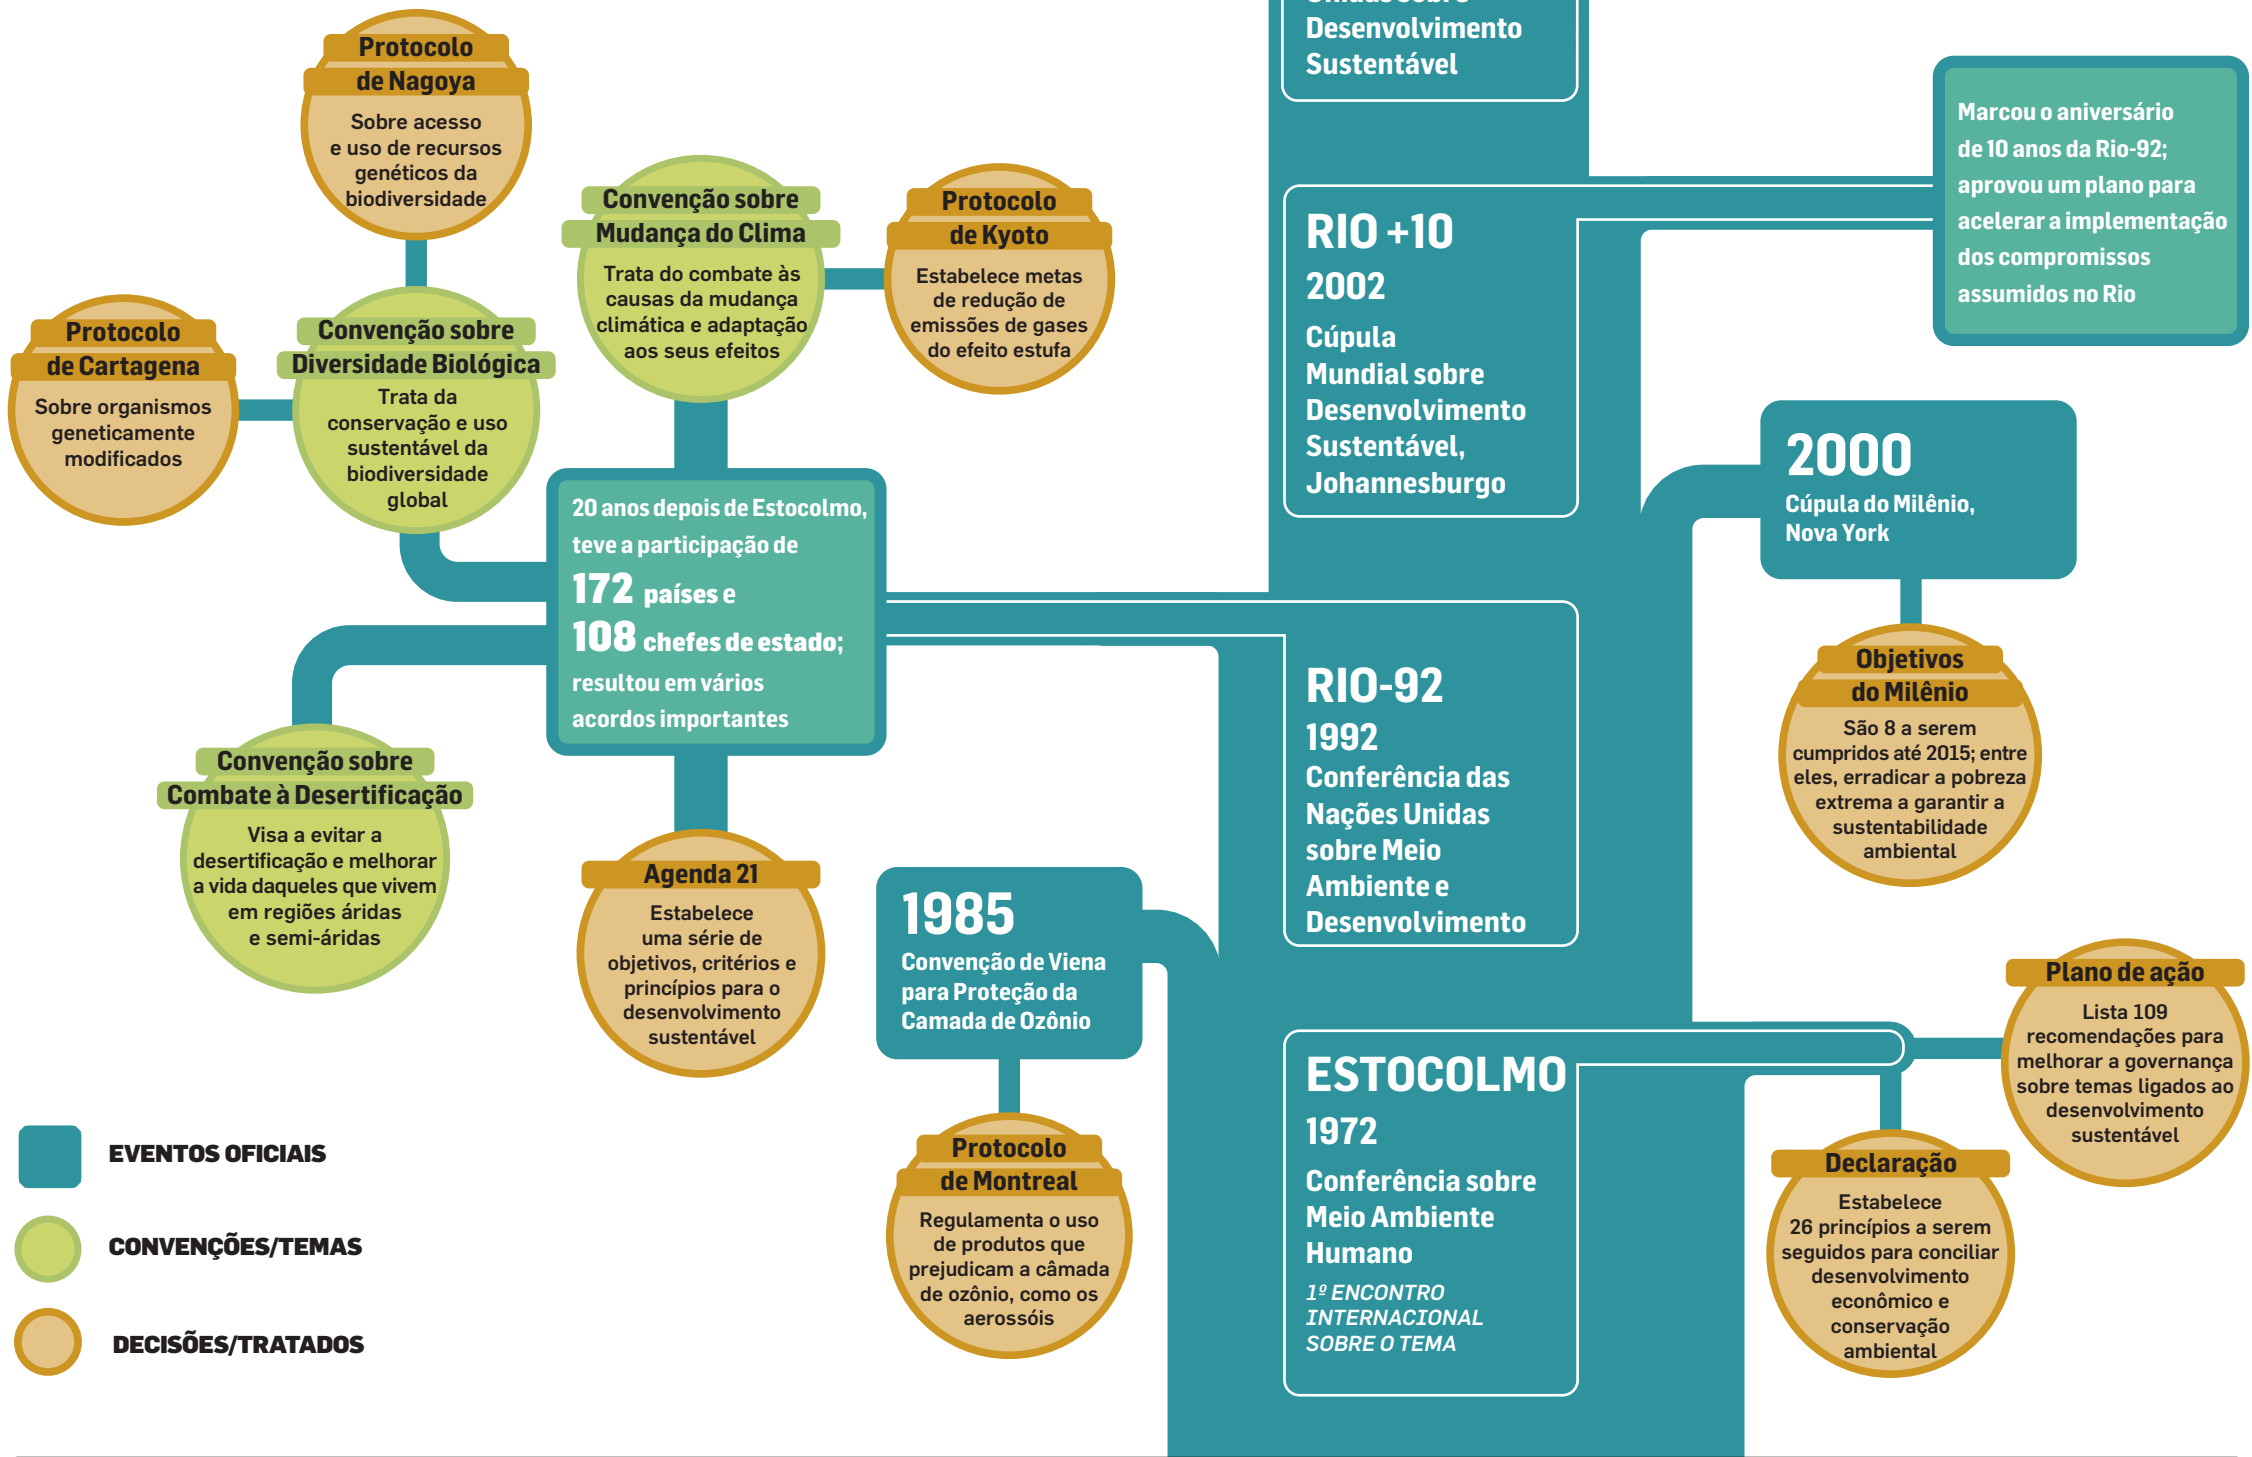 Desenvolvimento
Sustentável
Protocolo
de Nagoya
Sobre acesso
e uso de recursos
genéticos da
biodiversidade
Convenção sobre
Mudança do Clima
Trata do combate às
causas da mudança
climática e adaptação
aos seus efeitos
Protocolo
de Kyoto
Estabelece metas
de redução de
emissões de gases
do efeito estufa
Protocolo
de Cartagena
Sobre organismos
geneticamente
modificados
Convenção sobre
Diversidade Biológica
Trata da
conservação e uso
sustentável da
biodiversidade
global
RIO +10
2002
Cúpula
Mundial sobre
Desenvolvimento
Sustentável,
Johannesburgo
Marcou o aniversário
de 10 anos da Rio-92;
aprovou um plano para
acelerar a implementação
dos compromissos
assumidos no Rio
2000
Cúpula do Milênio,
Nova York
Objetivos
do Milênio
São 8 a serem
cumpridos até 2015; entre
eles, erradicar a pobreza
extrema a garantir a
sustentabilidade
ambiental
20 anos depois de Estocolmo,
teve a participação de
172 países e
108 chefes de estado;
resultou em vários
acordos importantes
RIO-92
1992
Conferência das
Nações Unidas
sobre Meio
Ambiente e
Desenvolvimento
Convenção sobre
Combate à Desertificação
Visa a evitar a
desertificação e melhorar
a vida daqueles que vivem
em regiões áridas
e semi-áridas
Agenda 21
Estabelece
uma série de
objetivos, critérios e
princípios para o
desenvolvimento
sustentável
1985
Convenção de Viena
para Proteção da
Camada de Ozônio
Protocolo
de Montreal
Regulamenta o uso
de produtos que
prejudicam a câmada
de ozônio, como os
aerossóis
ESTOCOLMO
1972
Conferência sobre
Meio Ambiente
Humano
1º ENCONTRO
INTERNACIONAL
SOBRE O TEMA
Plano de ação
Lista 109
recomendações para
melhorar a governança
sobre temas ligados ao
desenvolvimento
sustentável
Declaração
Estabelece
26 princípios a serem
seguidos para conciliar
desenvolvimento
econômico e
conservação
ambiental
EVENTOS OFICIAIS
CONVENÇÕES/TEMAS
DECISÕES/TRATADOS